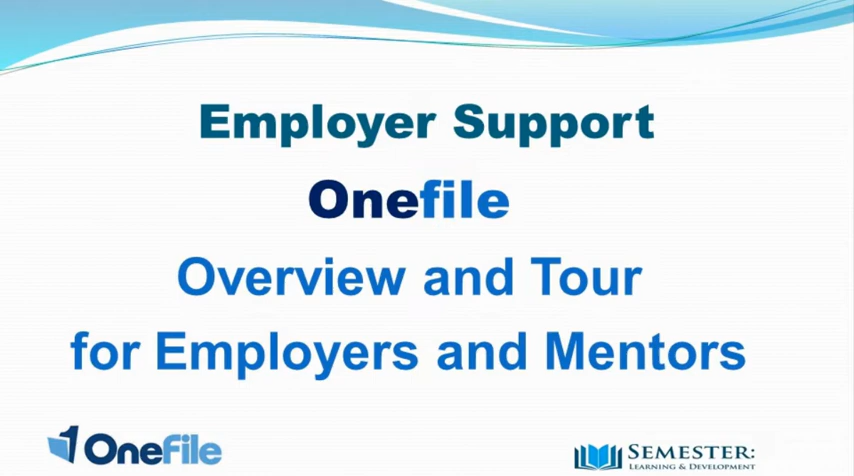 Employer Support
Onefile
Overview and Tour
for Employers and Mentors
OneFile
SEMESTER:
LEARNING & DEVELOPMENT